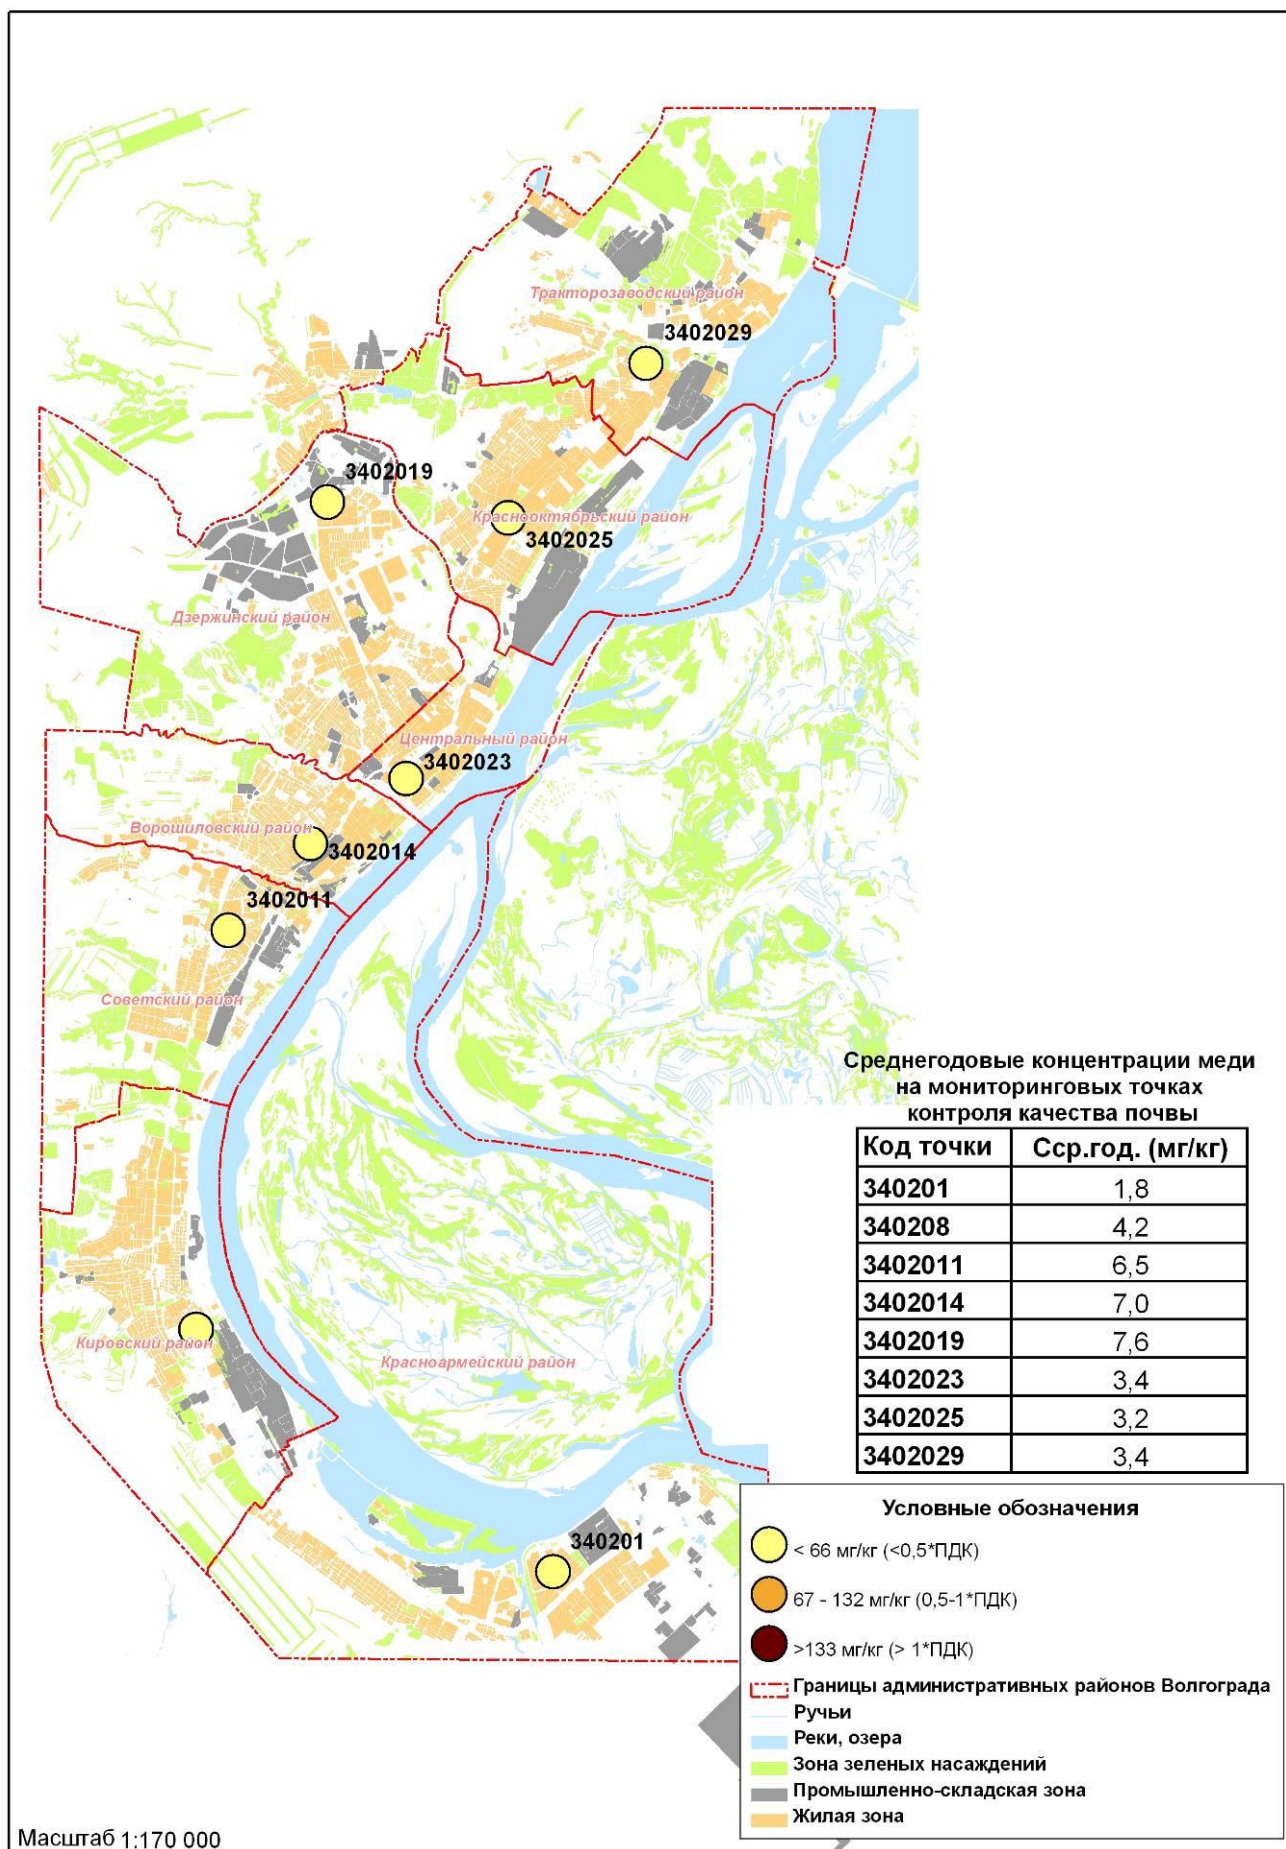 Тракторозаводский район
3402029
3402019
Краснооктябрьский район
3402025
Дзержинский район
Центральный район
3402023
Ворошиловский район
3402014
3402011
Советский район
Кировский район
Красноармейский район
340201
Среднегодовые концентрации меди
на мониторинговых точках
контроля качества почвы
Код точки Сср.год. (мг/кг)
340201 1,8
340208 4,2
3402011 6,5
3402014 7,0
3402019 7,6
3402023 3,4
3402025 3,2
3402029 3,4
Условные обозначения
< 66 мг/кг (<0,5*ПДК)
67 - 132 мг/кг (0,5-1*ПДК)
>133 мг/кг (> 1*ПДК)
Границы административных районов Волгограда
Ручьи
Реки, озера
Зона зеленых насаждений
Промышленно-складская зона
Жилая зона
Масштаб 1:170 000